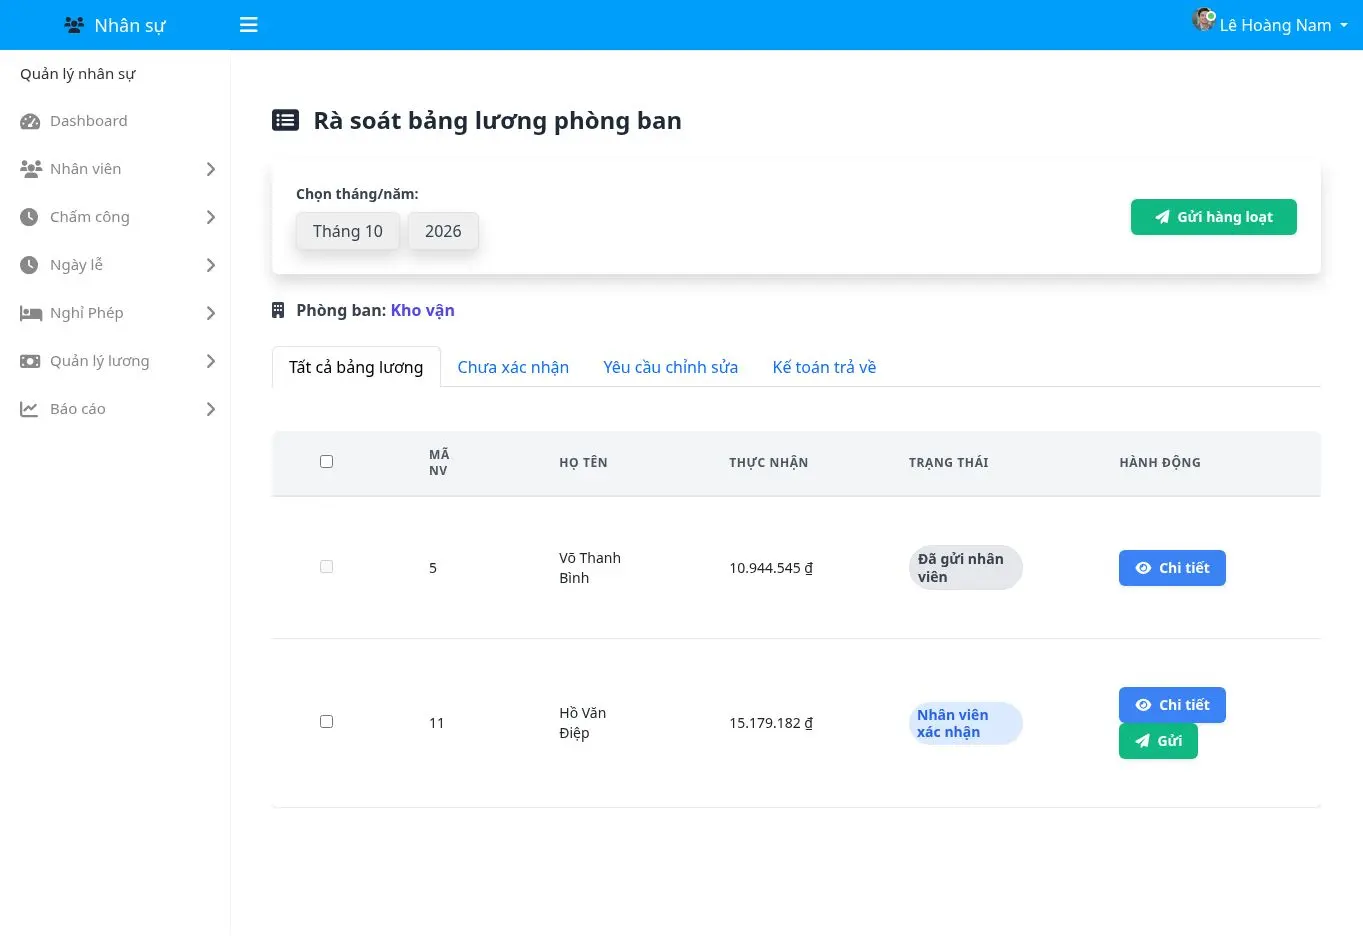 Nhân sự
Lê Hoàng Nam
Quản lý nhân sự
Dashboard
Nhân viên
Chấm công
Ngày lễ
Nghỉ Phép
Quản lý lương
Báo cáo
Rà soát bảng lương phòng ban
Chọn tháng/năm:
Tháng 10 2026
Gửi hàng loạt
Phòng ban: Kho vận
Tất cả bảng lương Chưa xác nhận Yêu cầu chỉnh sửa Kế toán trả về
MÃ
NV
HỌ TÊN THỰC NHẬN TRẠNG THÁI HÀNH ĐỘNG
5
Võ Thanh
Bình
10.944.545 ₫
Đã gửi nhân
viên
Chi tiết
11
Hồ Văn
Điệp
15.179.182 ₫
Nhân viên
xác nhận
Chi tiết
Gửi